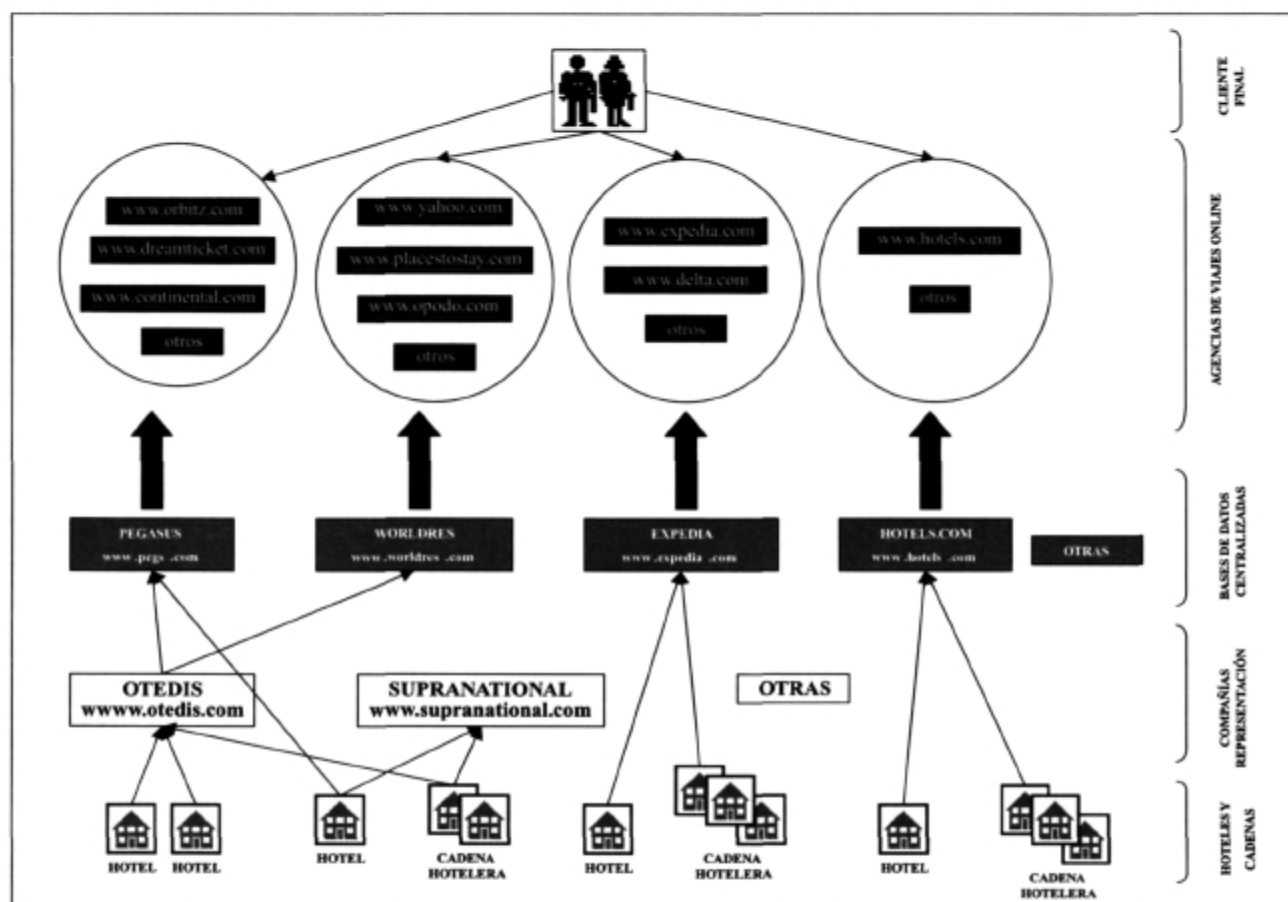 CLIENTE
FINAL
www.orbitz.com
www.dreamticket.com
www.continental.com
otros
www.yahoo.com
www.placestostay.com
www.opodo.com
otros
www.expedia.com
www.delta.com
otros
www.hotels.com
otros
AGENCIAS DE VIAJES ONLINE
PEGASUS
www .pegs .com
WORLDRES
www .worldres .com
EXPEDIA
www .expedia .com
HOTELS.COM
www .hotels .com
OTRAS
BASES DE DATOS
CENTRALIZADAS
OTEDIS
wwww.otedis.com
SUPRANATIONAL
www.supranational.com
OTRAS
COMPAÑÍAS
REPRESENTACIÓN
HOTEL
HOTEL
HOTEL
CADENA
HOTELERA
HOTEL
CADENA
HOTELERA
HOTEL
CADENA
HOTELERA
HOTELES Y
CADENAS